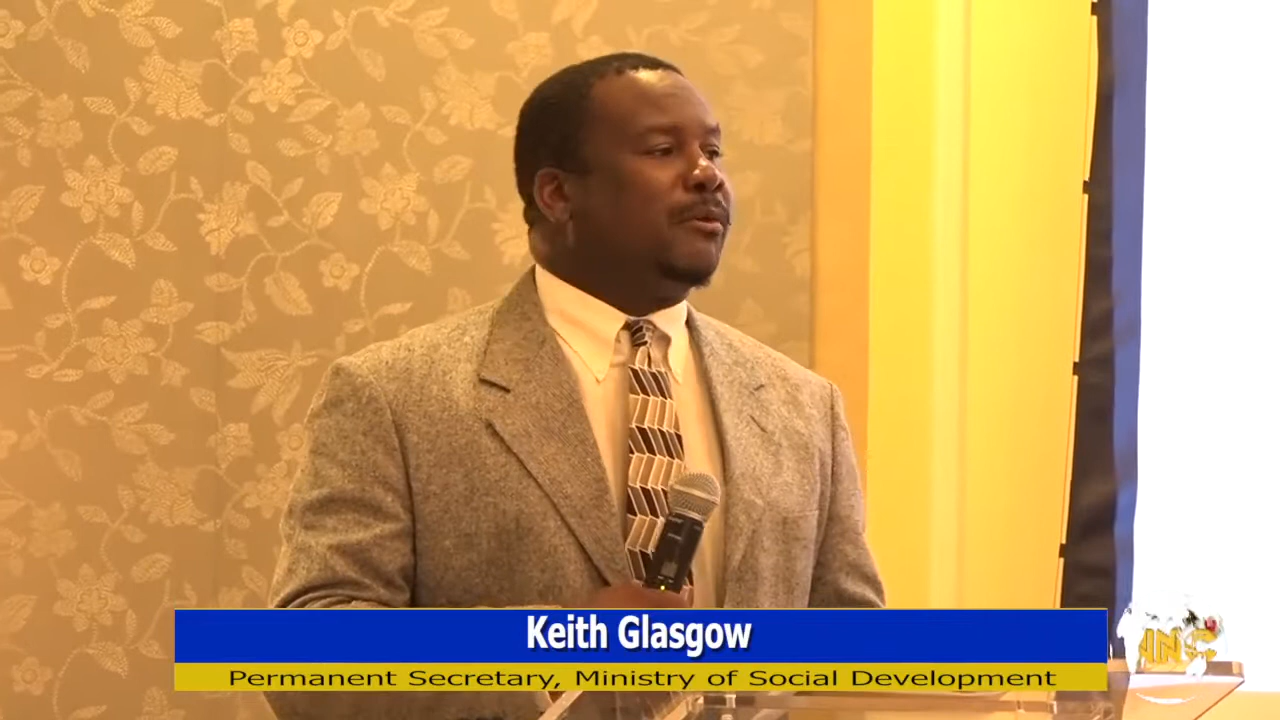 Keith Glasgow
Permanent Secretary, Ministry of Social Development